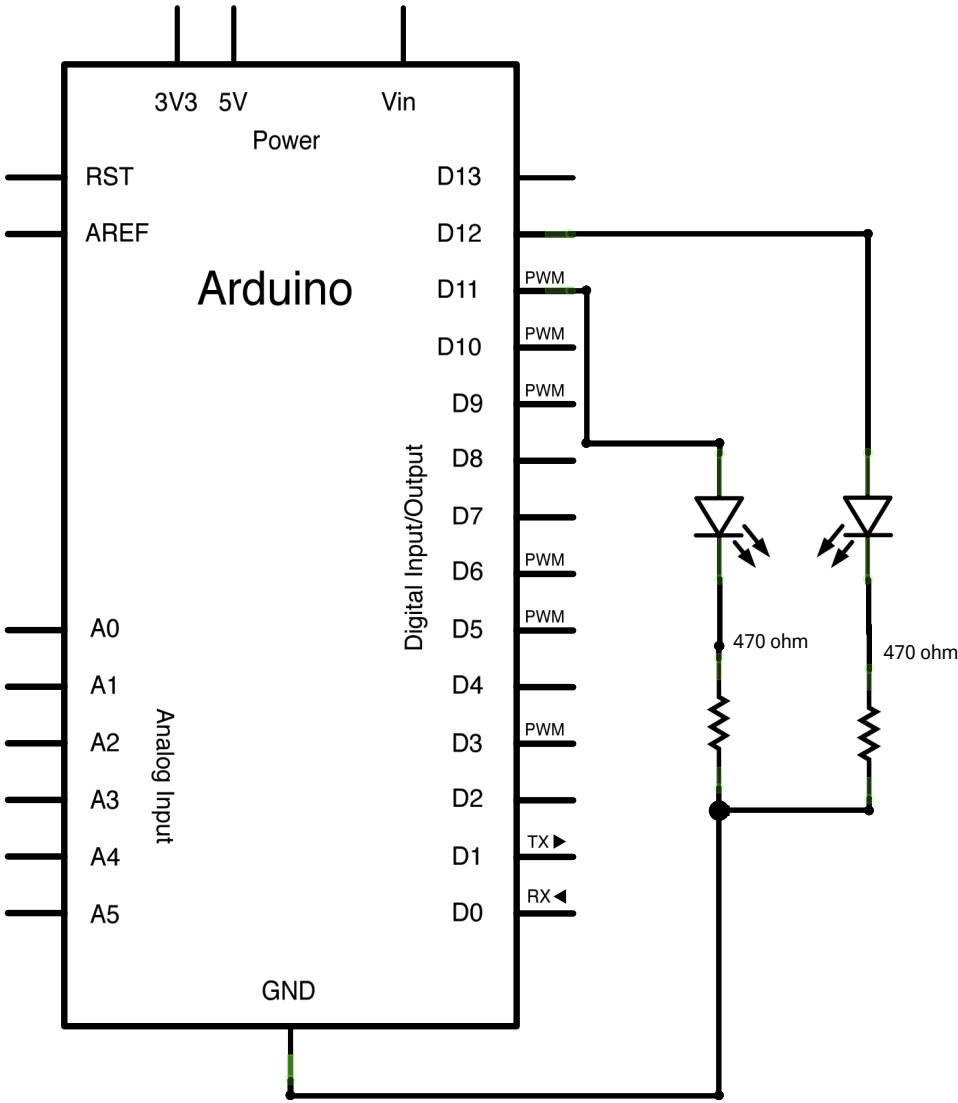 3V3 5V Vin
Power
RST D13
AREF D12
Arduino
PWM
D11
PWM
D10
PWM
D9
D8
Digital Input/Output
D7
PWM
D6
PWM
A0 D5
470 ohm
470 ohm
A1 D4
Analog Input
PWM
A2 D3
A3 D2
TX ▶
A4 D1
RX ◀
A5 D0
GND